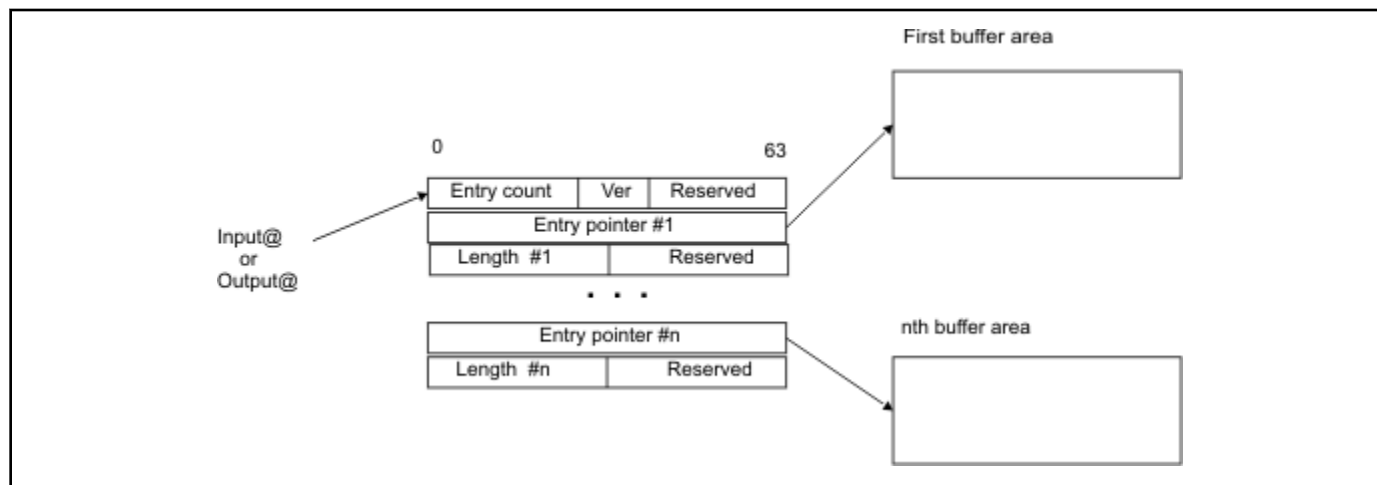 First buffer area
0 63
Entry count Ver Reserved
Entry pointer #1
Length #1 Reserved
Input@
or
Output@
. . .
Entry pointer #n
Length #n Reserved
nth buffer area